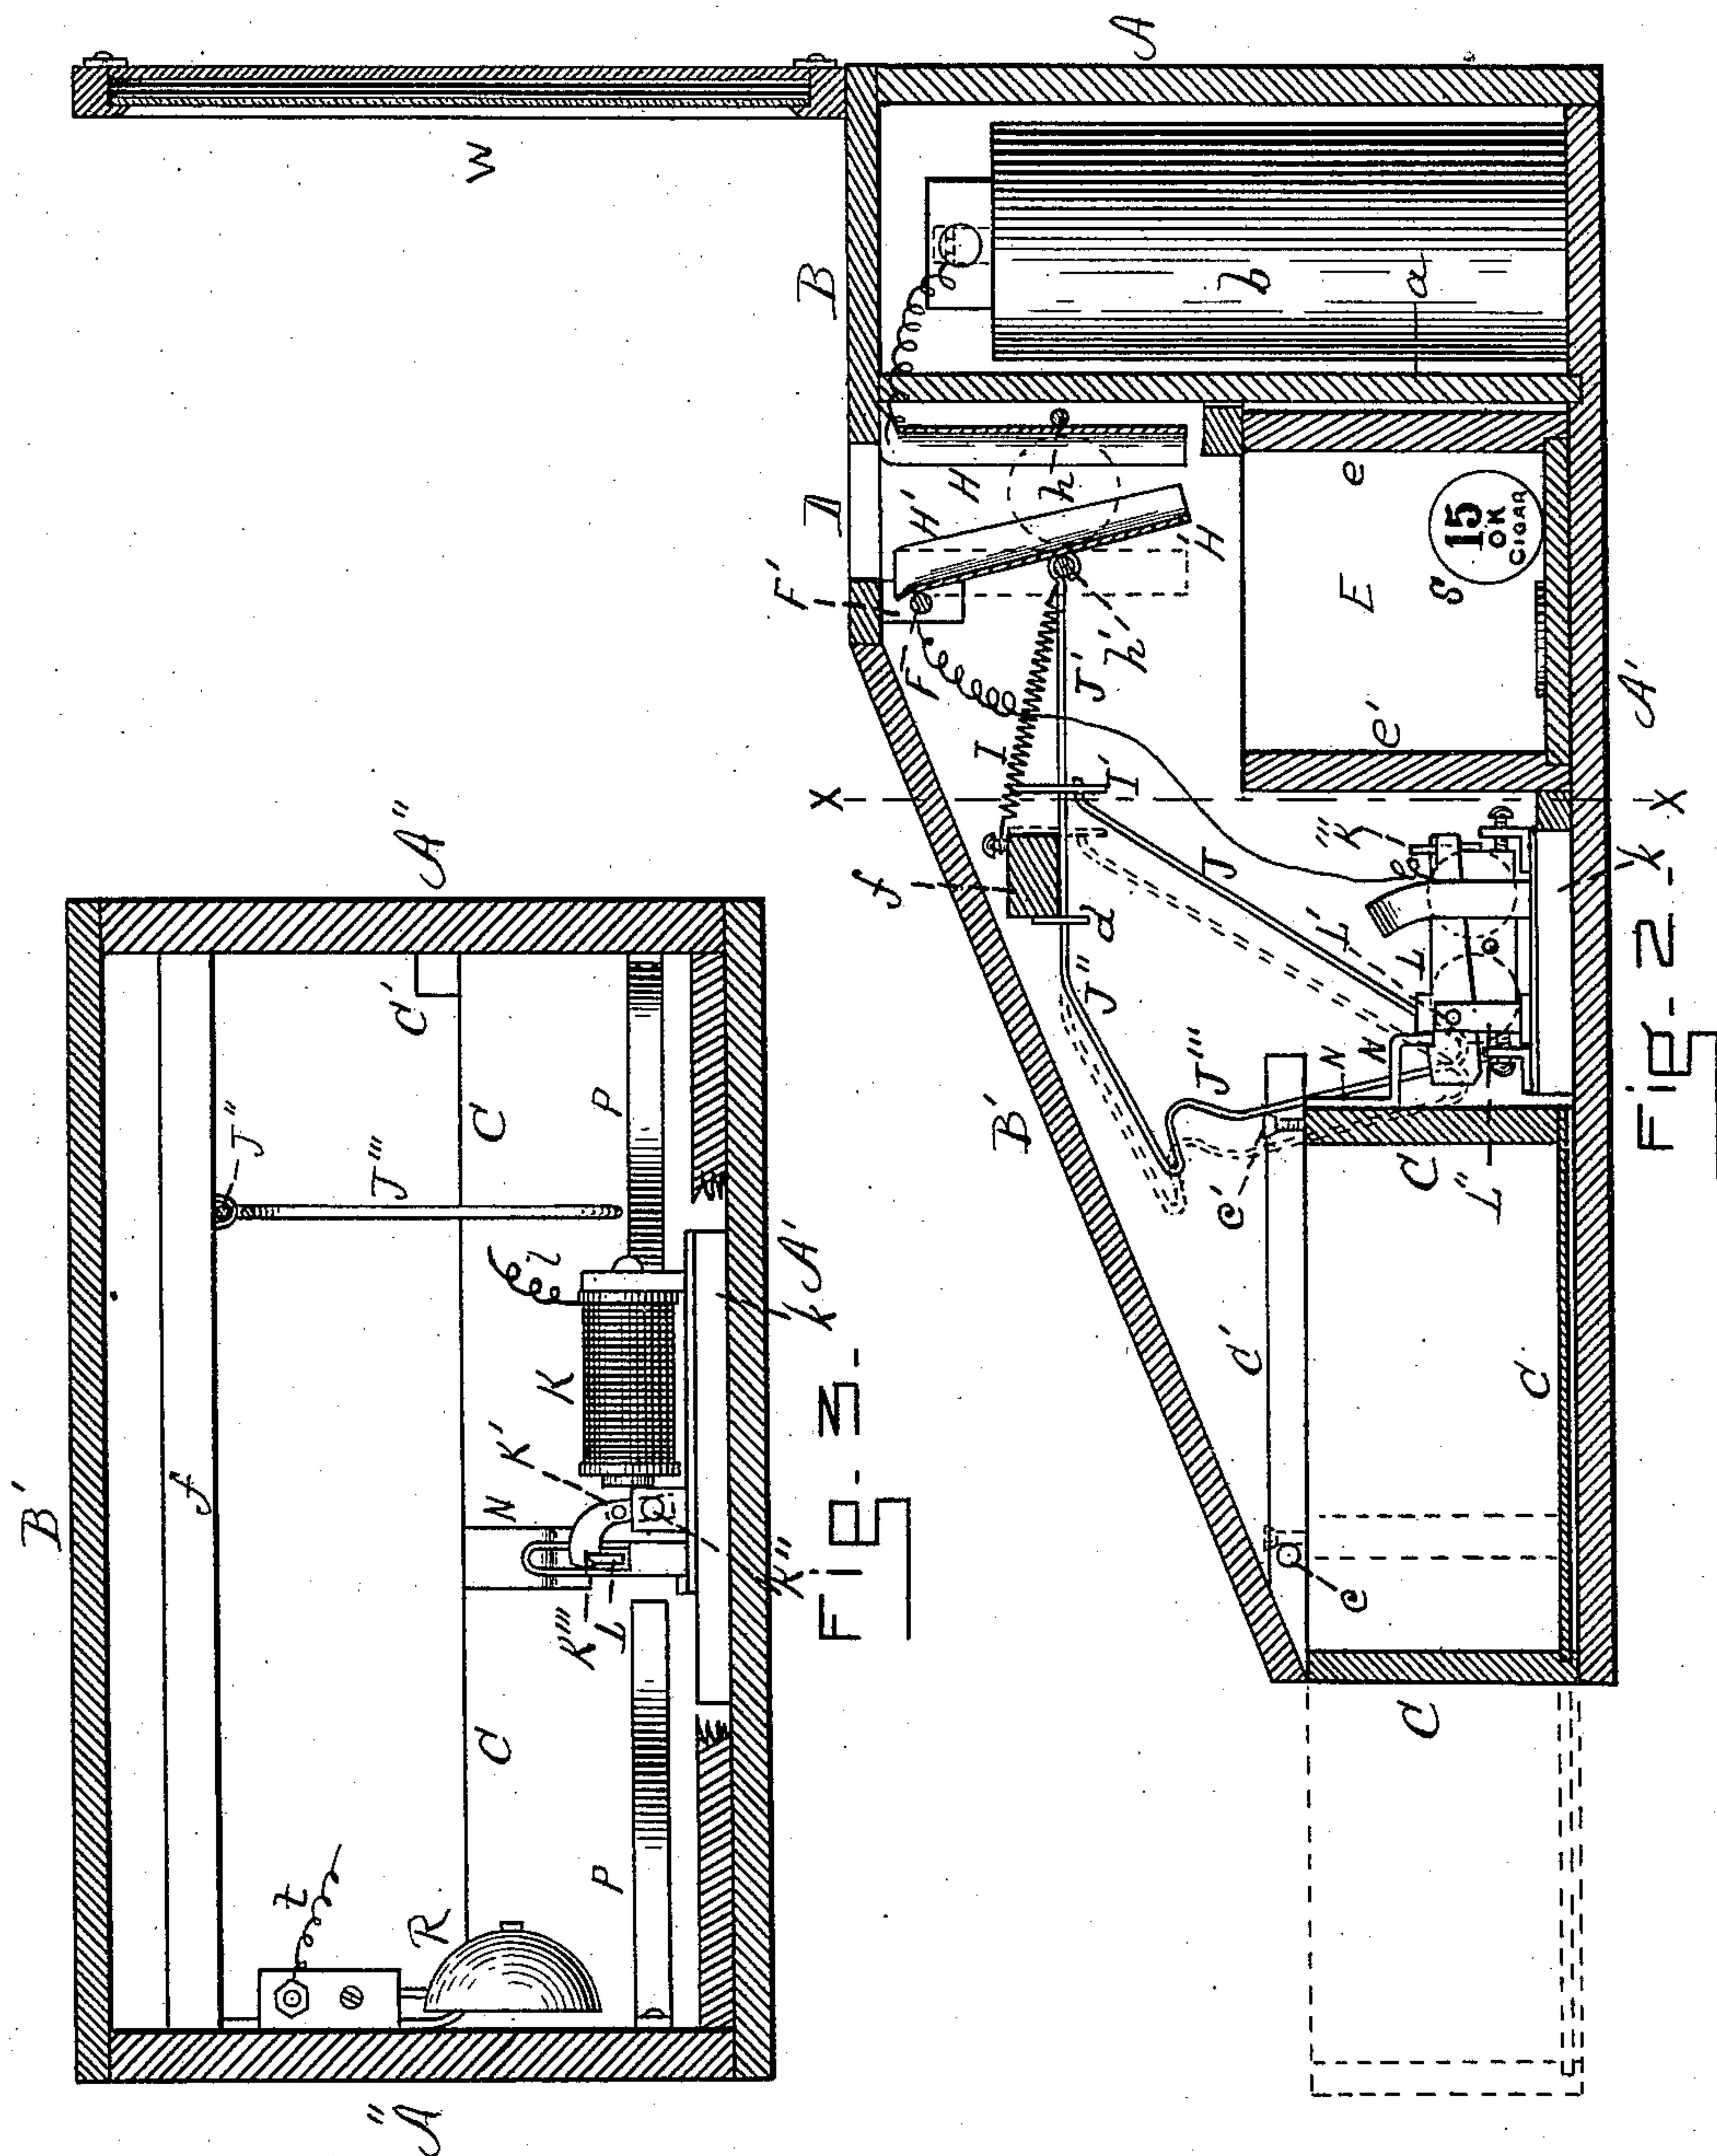 Fig-3-
B'
f
J''
J'''
d'
C
C
P
P
N
K
K'
K''
K'''
L
l
k
A'
A''
A''
R
t
Fig-2-
W
A
B
D
b
a
H
H'
H
h
h'
F'
F
I
I'
J'
J
J''
J'''
f
d
X
X
E
e
e'
S
15
OK
CIGAR
A'
k
K'''
L'
L
L''
N
N
B'
c'
c
d'
C
C
C